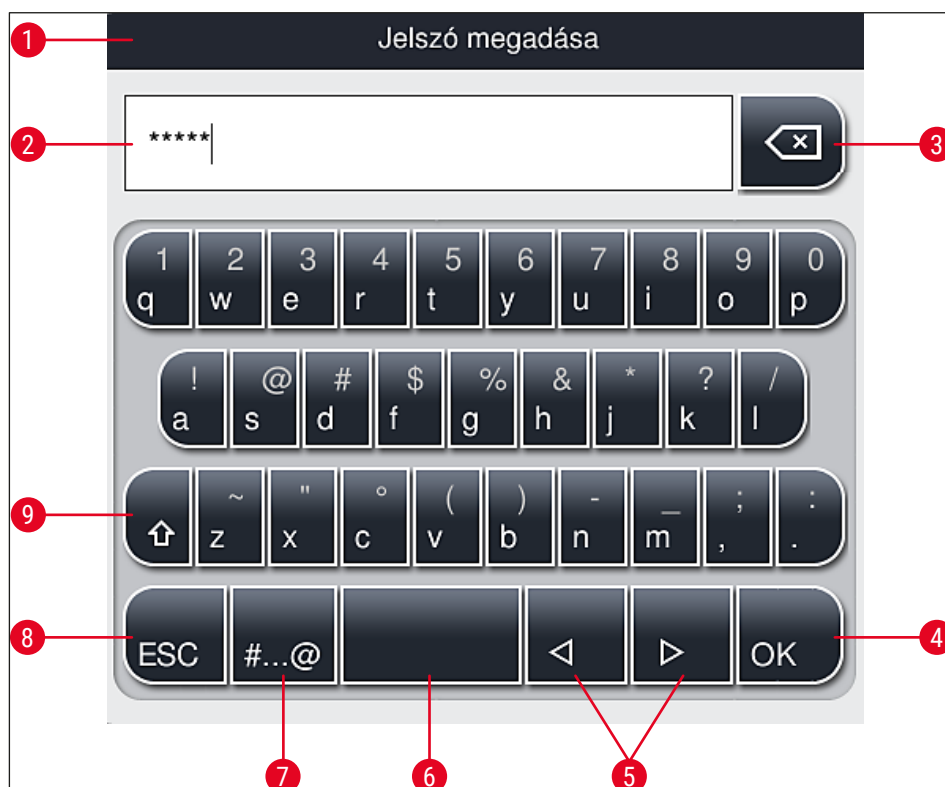 1 Jelszó megadása
2 ***** 3
1 2 3 4 5 6 7 8 9 0
q w e r t y u i o p
! @ # $ % & * ? /
a s d f g h j k l
9 ~ " ° ( ) - _ ; :
z x c v b n m , .
8 ESC #...@ OK 4
7 6 5